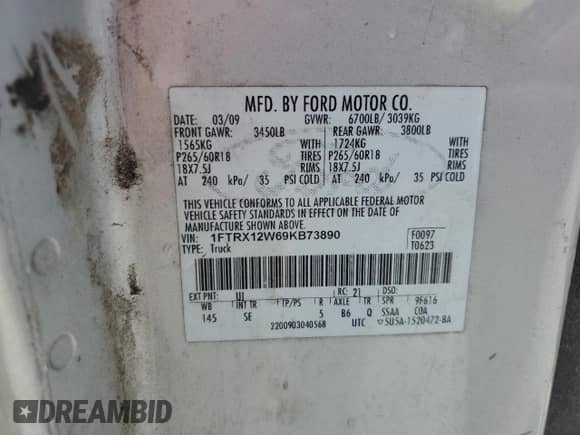 MFD. BY FORD MOTOR CO.
DATE: 03/09 GVWR: 6700LB/ 3039KG
FRONT GAWR: 3450LB REAR GAWR: 3800LB
1565KG WITH 1724KG WITH
P265/60R18 TIRES P265/60R18 TIRES
18X7.5J RIMS 18X7.5J RIMS
AT 240 kPa/ 35 PSI COLD AT 240 kPa/ 35 PSI COLD
THIS VEHICLE CONFORMS TO ALL APPLICABLE FEDERAL MOTOR
VEHICLE SAFETY STANDARDS IN EFFECT ON THE DATE OF
MANUFACTURE SHOWN ABOVE.
VIN: 1FTRX12W69KB73890 F0097
TYPE: Truck T0623
EXT PNT: UI RC: 21 DSO:
WB INT TR TP/PS R AXLE TR SPR 9F616
145 SE 5 B6 Q SSAA COA
220090304056B UTC ▽5U5A-1520472-BA
DREAMBID